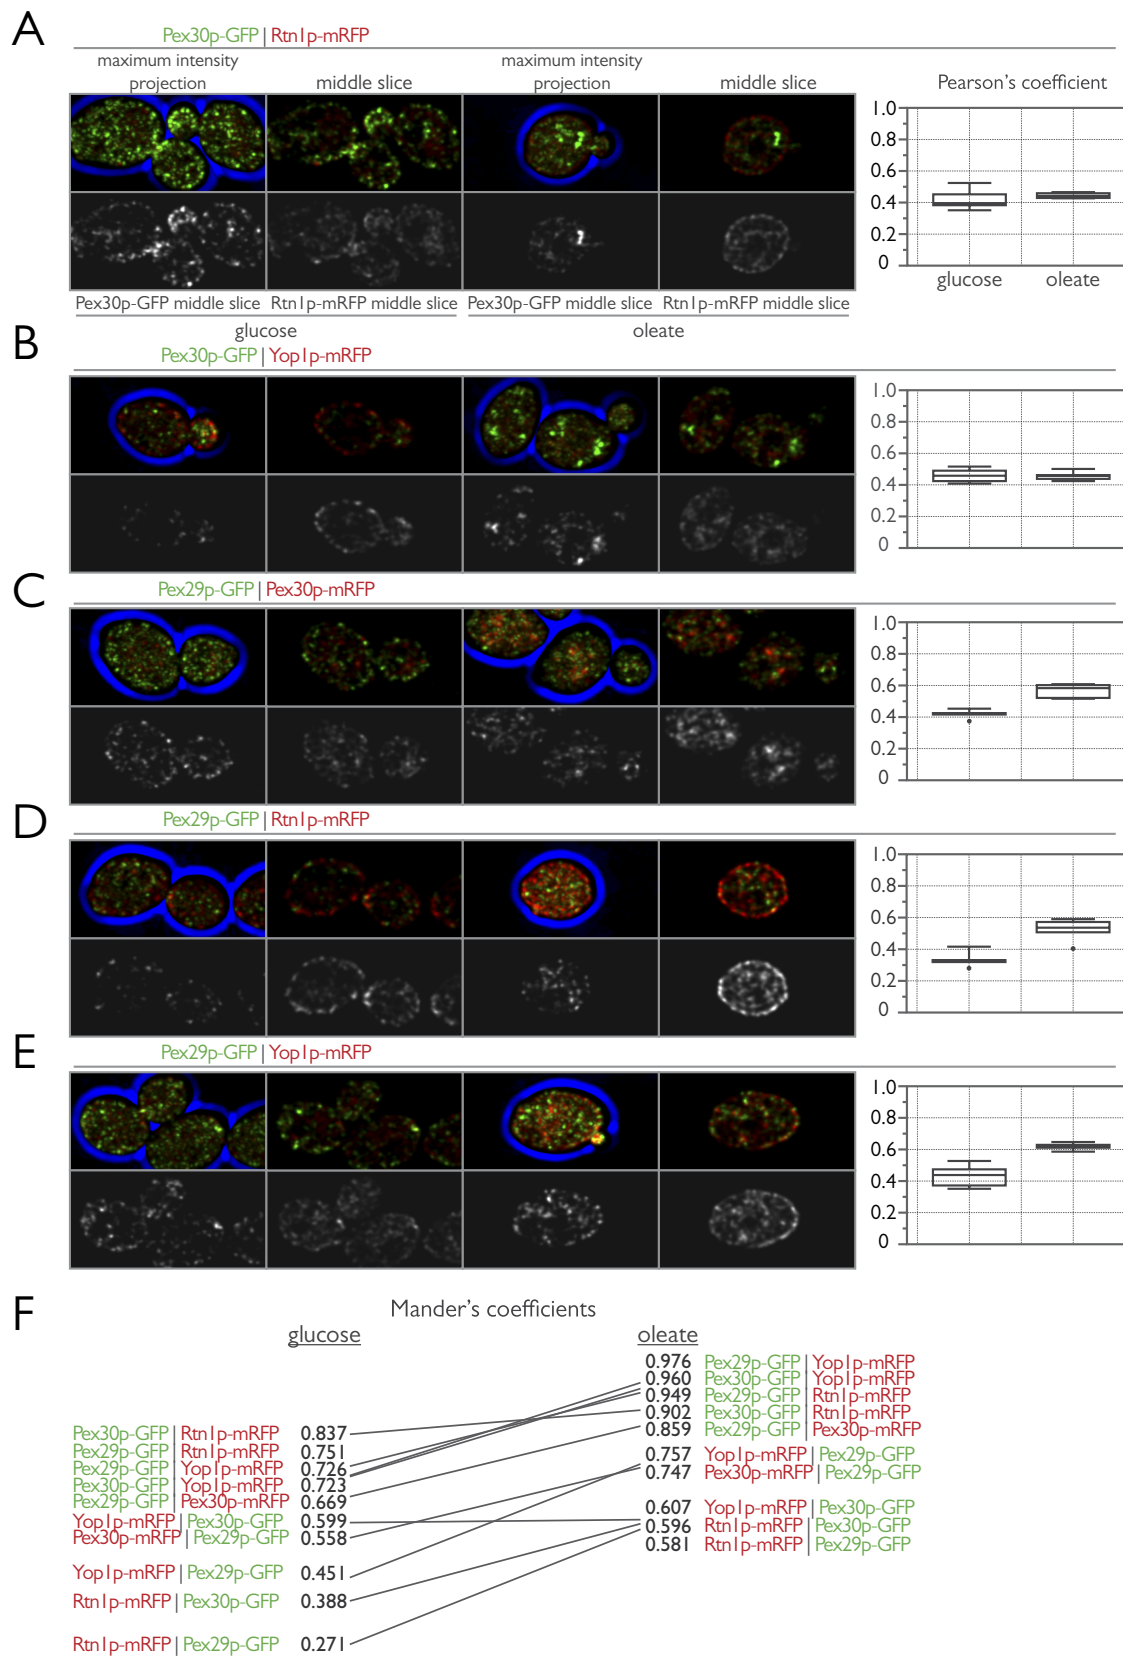 A
Pex30p-GFP | Rtn1p-mRFP
maximum intensity projection
middle slice
maximum intensity projection
middle slice
Pearson's coefficient
1.0
0.8
0.6
0.4
0.2
0
glucose oleate
Pex30p-GFP middle slice Rtn1p-mRFP middle slice Pex30p-GFP middle slice Rtn1p-mRFP middle slice
glucose oleate
B
Pex30p-GFP | Yop1p-mRFP
1.0
0.8
0.6
0.4
0.2
0
C
Pex29p-GFP | Pex30p-mRFP
1.0
0.8
0.6
0.4
0.2
0
D
Pex29p-GFP | Rtn1p-mRFP
1.0
0.8
0.6
0.4
0.2
0
E
Pex29p-GFP | Yop1p-mRFP
1.0
0.8
0.6
0.4
0.2
0
F
Mander's coefficients
glucose
Pex30p-GFP | Rtn1p-mRFP 0.837
Pex29p-GFP | Rtn1p-mRFP 0.751
Pex29p-GFP | Yop1p-mRFP 0.726
Pex30p-GFP | Yop1p-mRFP 0.723
Pex29p-GFP | Pex30p-mRFP 0.669
Yop1p-mRFP | Pex30p-GFP 0.599
Pex30p-mRFP | Pex29p-GFP 0.558
Yop1p-mRFP | Pex29p-GFP 0.451
Rtn1p-mRFP | Pex30p-GFP 0.388
Rtn1p-mRFP | Pex29p-GFP 0.271
oleate
0.976 Pex29p-GFP | Yop1p-mRFP
0.960 Pex30p-GFP | Yop1p-mRFP
0.949 Pex29p-GFP | Rtn1p-mRFP
0.902 Pex30p-GFP | Rtn1p-mRFP
0.859 Pex29p-GFP | Pex30p-mRFP
0.757 Yop1p-mRFP | Pex29p-GFP
0.747 Pex30p-mRFP | Pex29p-GFP
0.607 Yop1p-mRFP | Pex30p-GFP
0.596 Rtn1p-mRFP | Pex30p-GFP
0.581 Rtn1p-mRFP | Pex29p-GFP